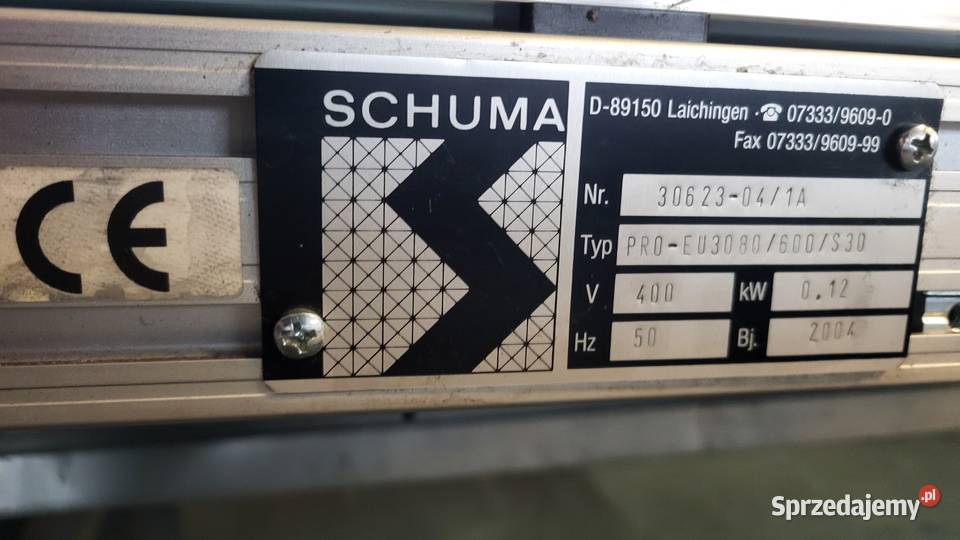 CE
SCHUMA
D-89150 Laichingen · ☎ 07333/9609-0
Fax 07333/9609-99
Nr. 30623-04/1A
Typ PRO-EU3080/600/S30
V 400 kW 0,12
Hz 50 Bj. 2004
Sprzedajemy.pl